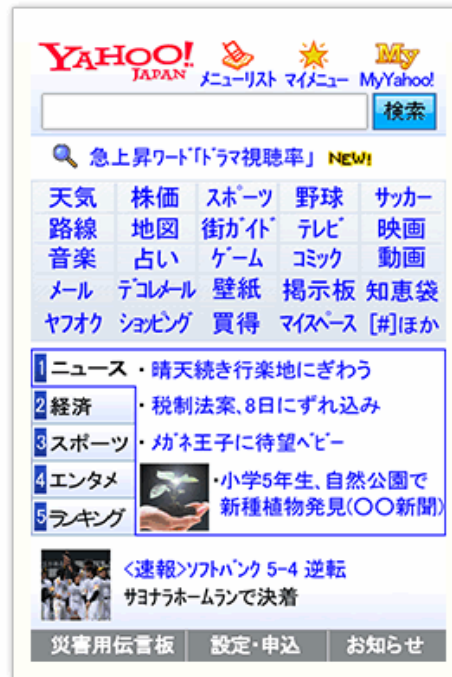 YAHOO!
JAPAN
ﾒﾆｭｰﾘｽﾄ ﾏｲﾒﾆｭｰ My MyYahoo!
検索
急上昇ﾜｰﾄﾞ｢ﾄﾞﾗﾏ視聴率」 NEW!
天気 株価 ｽﾎﾟｰﾂ 野球 ｻｯｶｰ
路線 地図 街ｶﾞｲﾄﾞ ﾃﾚﾋﾞ 映画
音楽 占い ｹﾞｰﾑ ｺﾐｯｸ 動画
ﾒｰﾙ ﾃﾞｺﾚﾒｰﾙ 壁紙 掲示板 知恵袋
ﾔﾌｵｸ ｼｮｯﾋﾟﾝｸﾞ 買得 ﾏｲｽﾍﾟｰｽ [#]ほか
1 ニュース ・晴天続き行楽地にぎわう
2 経済 ・税制法案､8日にずれ込み
3 スポーツ ・ﾒｶﾞﾈ王子に待望ﾍﾞﾋﾞｰ
4 エンタメ ・小学5年生､自然公園で
5 ランキング 新種植物発見(〇〇新聞)
<速報>ｿﾌﾄﾊﾞﾝｸ 5-4 逆転
ｻﾖﾅﾗﾎｰﾑﾗﾝで決着
災害用伝言板 設定･申込 お知らせ